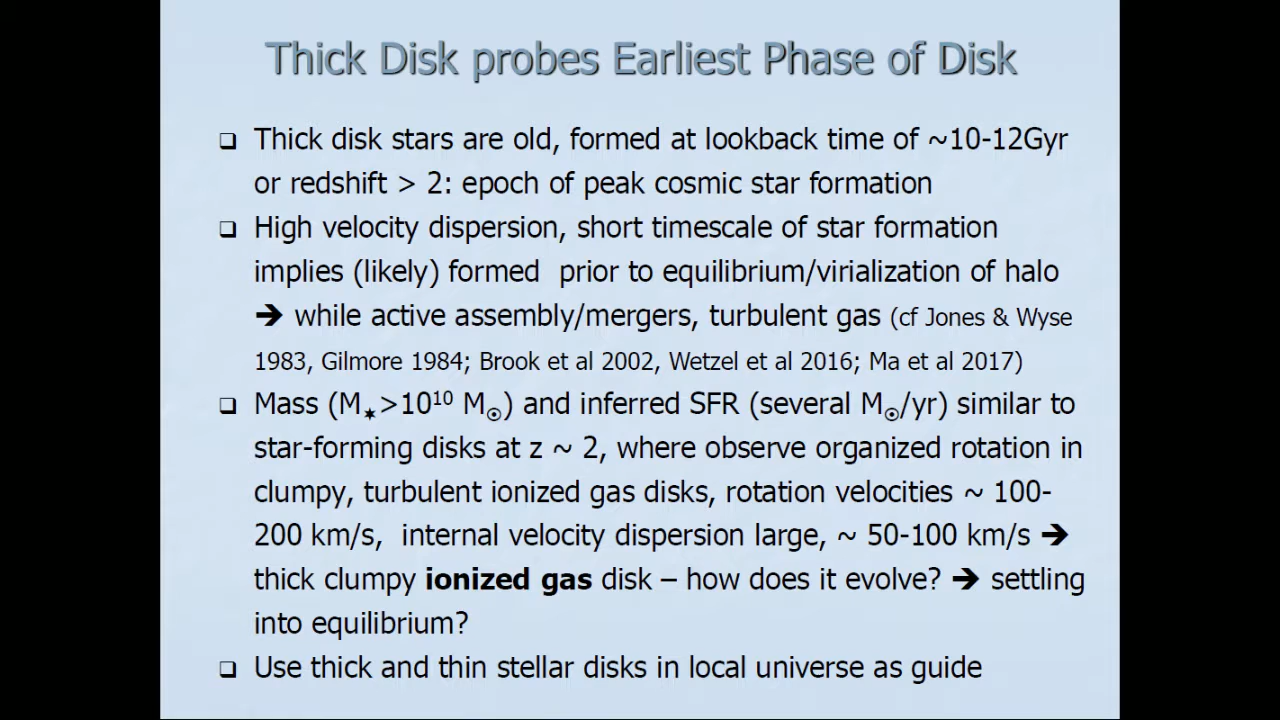 Thick Disk probes Earliest Phase of Disk
❑ Thick disk stars are old, formed at lookback time of ~10-12Gyr
or redshift > 2: epoch of peak cosmic star formation
❑ High velocity dispersion, short timescale of star formation
implies (likely) formed prior to equilibrium/virialization of halo
➔ while active assembly/mergers, turbulent gas (cf Jones & Wyse
1983, Gilmore 1984; Brook et al 2002, Wetzel et al 2016; Ma et al 2017)
❑ Mass (M★>10¹⁰ M⊙) and inferred SFR (several M⊙/yr) similar to
star-forming disks at z ~ 2, where observe organized rotation in
clumpy, turbulent ionized gas disks, rotation velocities ~ 100-
200 km/s, internal velocity dispersion large, ~ 50-100 km/s ➔
thick clumpy ionized gas disk – how does it evolve? ➔ settling
into equilibrium?
❑ Use thick and thin stellar disks in local universe as guide